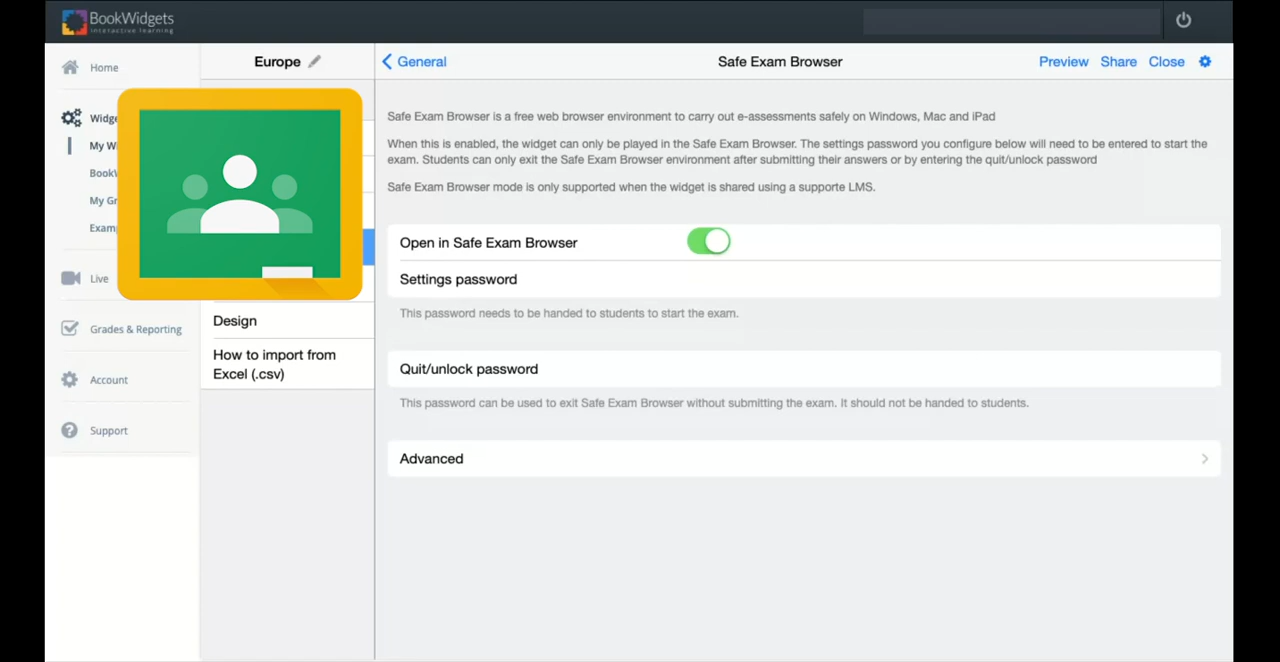 BookWidgets
interactive learning
Europe
General
Safe Exam Browser
Preview
Share
Close
Home
My
Live
Grades & Reporting
Account
Support
Design
How to import from
Excel (.csv)
Safe Exam Browser is a free web browser environment to carry out e-assessments safely on Windows, Mac and iPad
When this is enabled, the widget can only be played in the Safe Exam Browser. The settings password you configure below will need to be entered to start the
exam. Students can only exit the Safe Exam Browser environment after submitting their answers or by entering the quit/unlock password
Safe Exam Browser mode is only supported when the widget is shared using a supporte LMS.
Open in Safe Exam Browser
Settings password
This password needs to be handed to students to start the exam.
Quit/unlock password
This password can be used to exit Safe Exam Browser without submitting the exam. It should not be handed to students.
Advanced